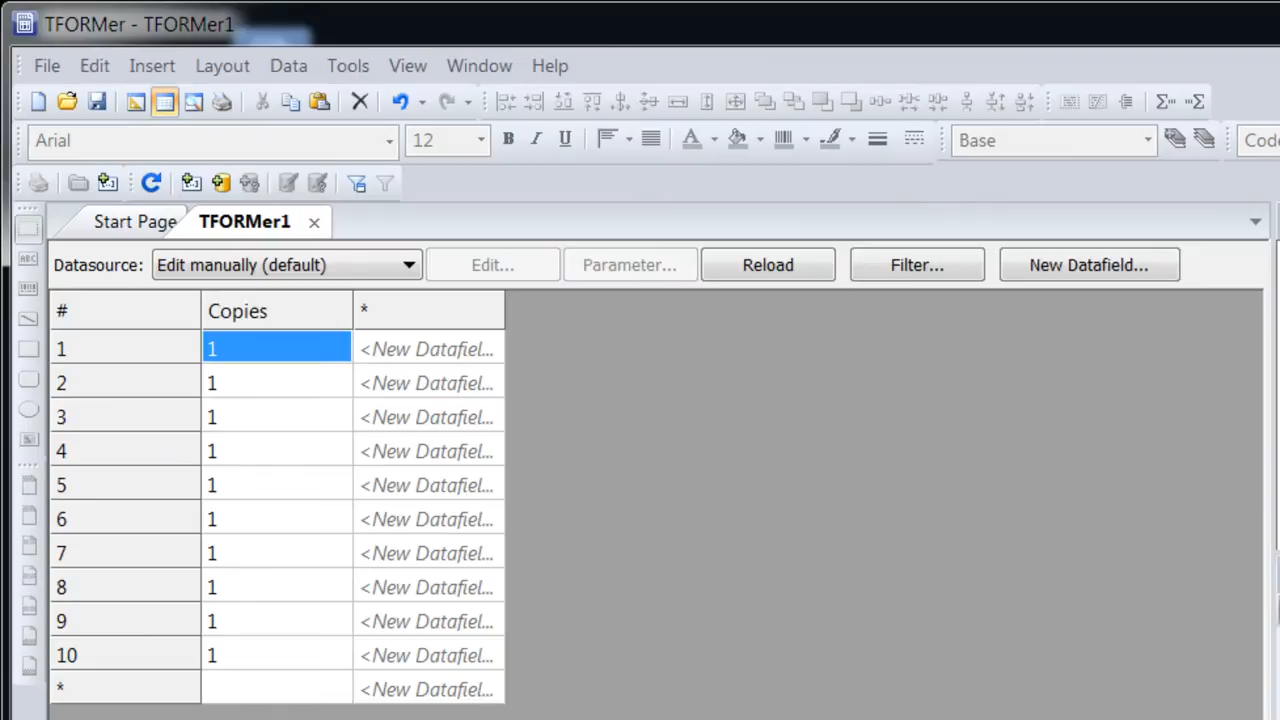 TFORMer - TFORMer1
File Edit Insert Layout Data Tools View Window Help
Arial 12 B I U A Base Code
Start Page TFORMer1
Datasource: Edit manually (default) Edit... Parameter... Reload Filter... New Datafield...
# Copies *
1 1 <New Datafiel...
2 1 <New Datafiel...
3 1 <New Datafiel...
4 1 <New Datafiel...
5 1 <New Datafiel...
6 1 <New Datafiel...
7 1 <New Datafiel...
8 1 <New Datafiel...
9 1 <New Datafiel...
10 1 <New Datafiel...
* <New Datafiel...